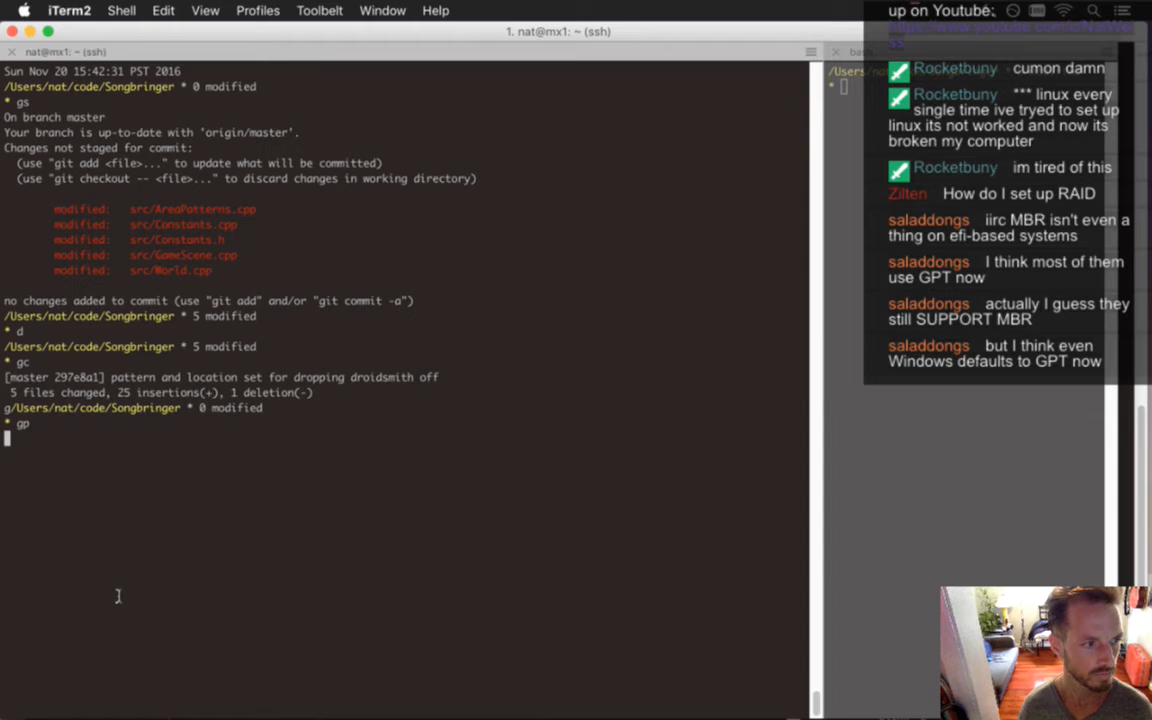 iTerm2 Shell Edit View Profiles Toolbelt Window Help
1. nat@mx1: ~ (ssh)
nat@mx1: ~ (ssh)
Sun Nov 20 15:42:31 PST 2016
/Users/nat/code/Songbringer * 0 modified
* gs
On branch master
Your branch is up-to-date with 'origin/master'.
Changes not staged for commit:
(use "git add <file>..." to update what will be committed)
(use "git checkout -- <file>..." to discard changes in working directory)
modified: src/AreaPatterns.cpp
modified: src/Constants.cpp
modified: src/Constants.h
modified: src/GameScene.cpp
modified: src/World.cpp
no changes added to commit (use "git add" and/or "git commit -a")
/Users/nat/code/Songbringer * 5 modified
* d
/Users/nat/code/Songbringer * 5 modified
* gc
[master 297e8a1] pattern and location set for dropping droidsmith off
5 files changed, 25 insertions(+), 1 deletion(-)
g/Users/nat/code/Songbringer * 0 modified
* gp
bash
/Users/
*
up on Youtube:
Rocketbuny cumon damn
Rocketbuny *** linux every
single time ive tryed to set up
linux its not worked and now its
broken my computer
Rocketbuny im tired of this
Zilten How do I set up RAID
saladdongs iirc MBR isn't even a
thing on efi-based systems
saladdongs I think most of them
use GPT now
saladdongs actually I guess they
still SUPPORT MBR
saladdongs but I think even
Windows defaults to GPT now